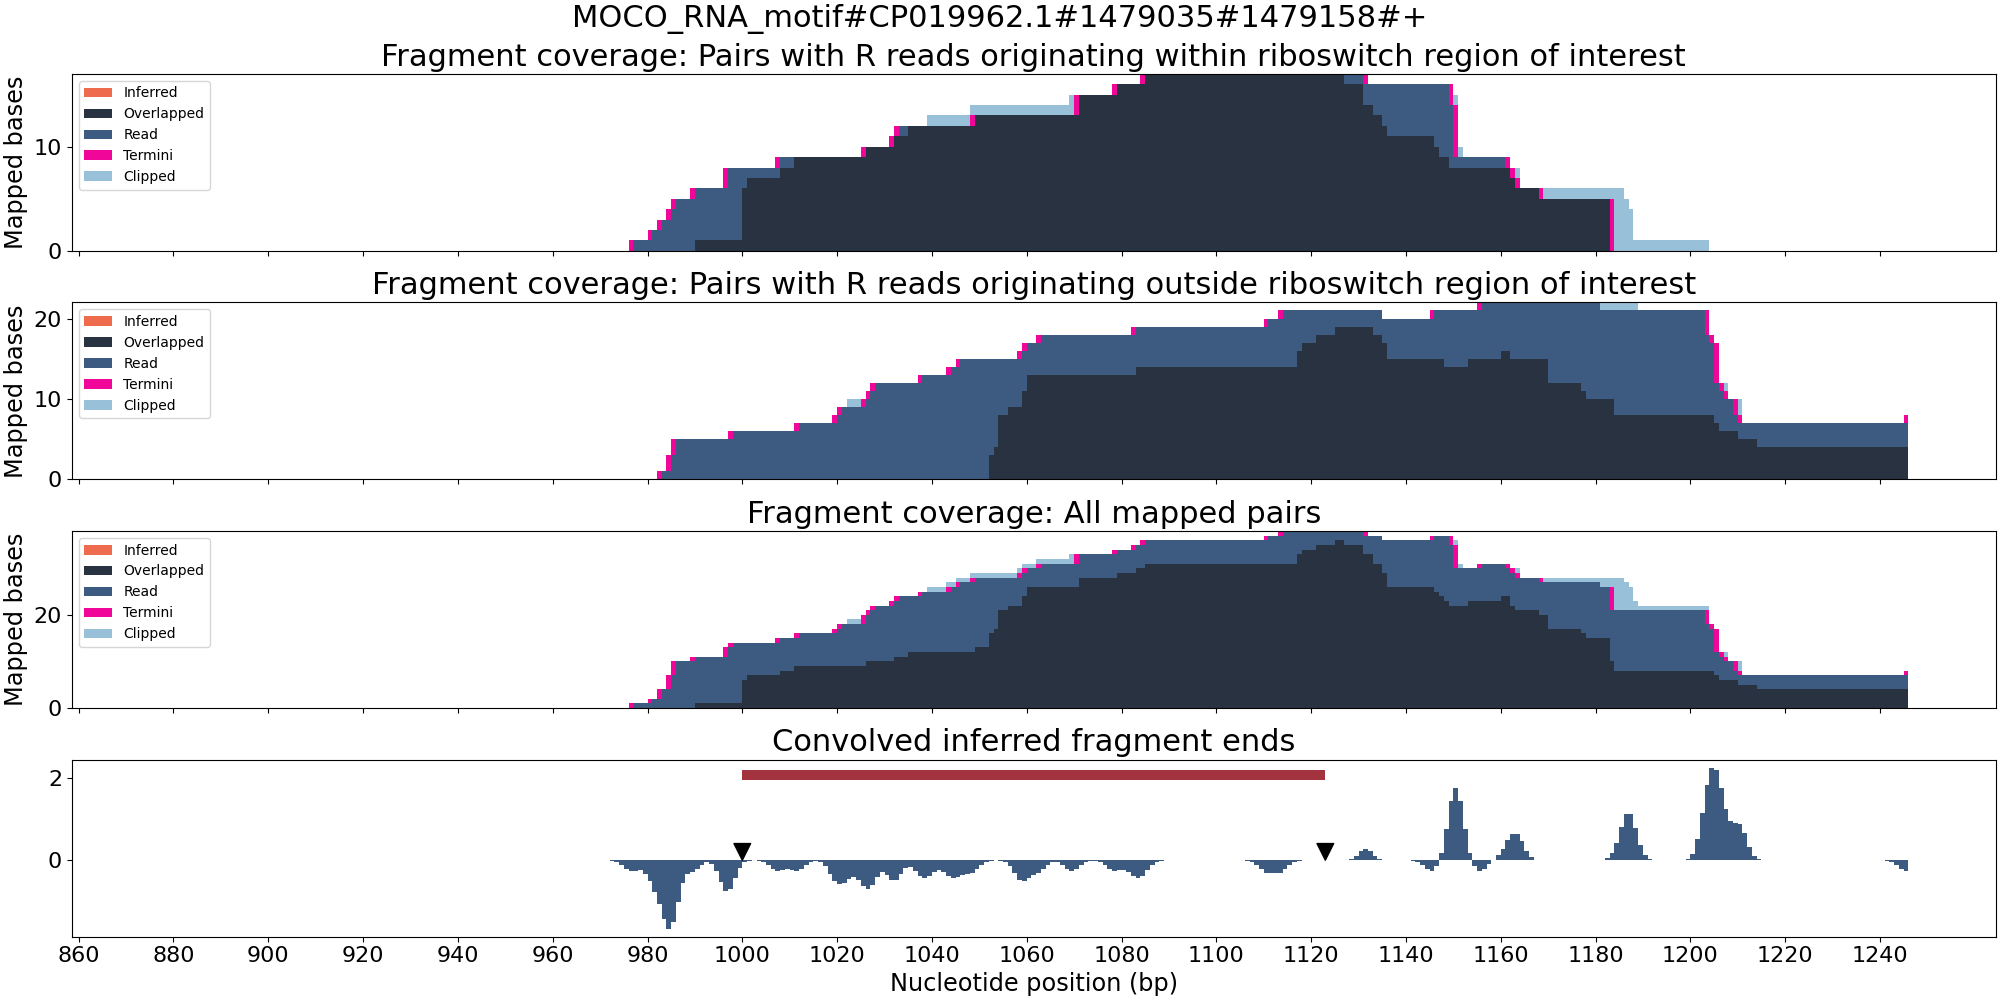 MOCO_RNA_motif#CP019962.1#1479035#1479158#+
Fragment coverage: Pairs with R reads originating within riboswitch region of interest
Mapped bases
10
0
Inferred
Overlapped
Read
Termini
Clipped
Fragment coverage: Pairs with R reads originating outside riboswitch region of interest
Mapped bases
20
10
0
Inferred
Overlapped
Read
Termini
Clipped
Fragment coverage: All mapped pairs
Mapped bases
20
0
Inferred
Overlapped
Read
Termini
Clipped
Convolved inferred fragment ends
2
0
860 880 900 920 940 960 980 1000 1020 1040 1060 1080 1100 1120 1140 1160 1180 1200 1220 1240
Nucleotide position (bp)